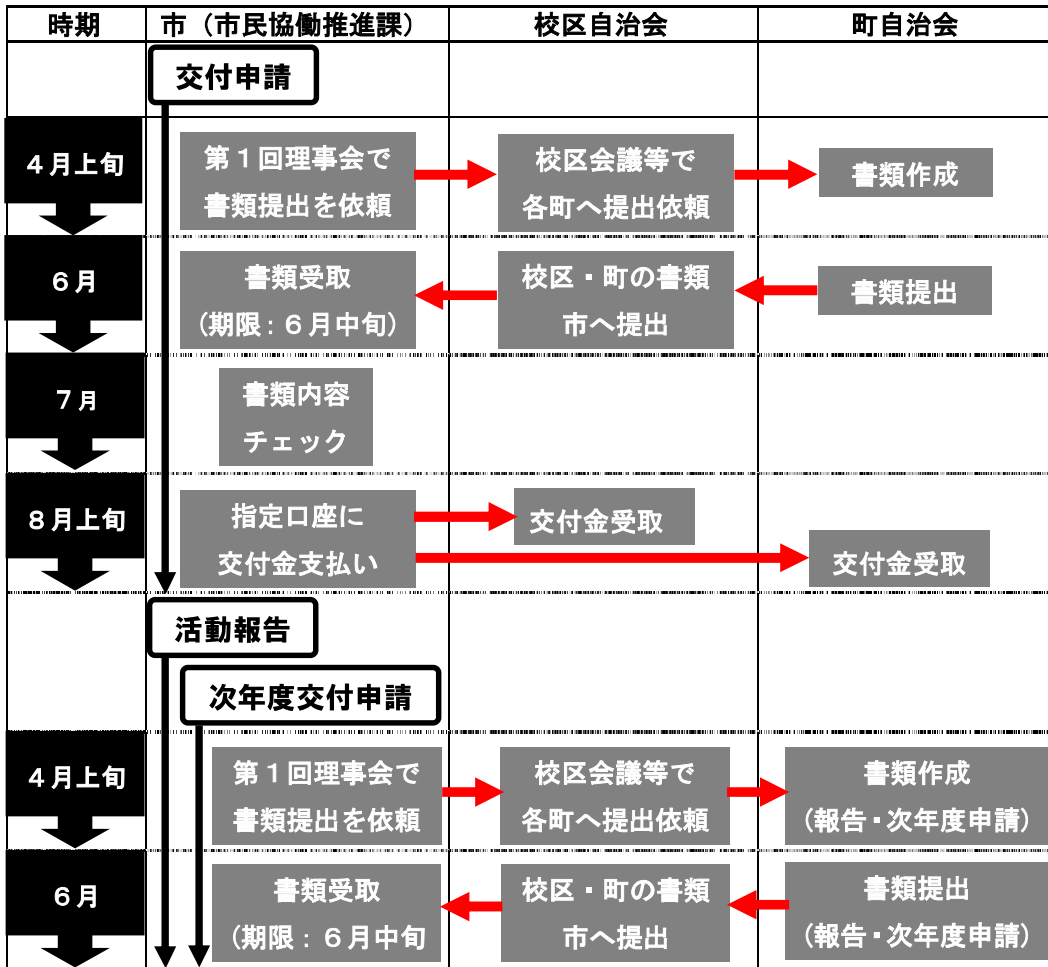 時期
市（市民協働推進課）
校区自治会
町自治会
交付申請
４月上旬
第１回理事会で
書類提出を依頼
校区会議等で
各町へ提出依頼
書類作成
６月
書類受取
（期限：６月中旬）
校区・町の書類
市へ提出
書類提出
７月
書類内容
チェック
８月上旬
指定口座に
交付金支払い
交付金受取
交付金受取
活動報告
次年度交付申請
４月上旬
第１回理事会で
書類提出を依頼
校区会議等で
各町へ提出依頼
書類作成
（報告・次年度申請）
６月
書類受取
（期限：６月中旬
校区・町の書類
市へ提出
書類提出
（報告・次年度申請）